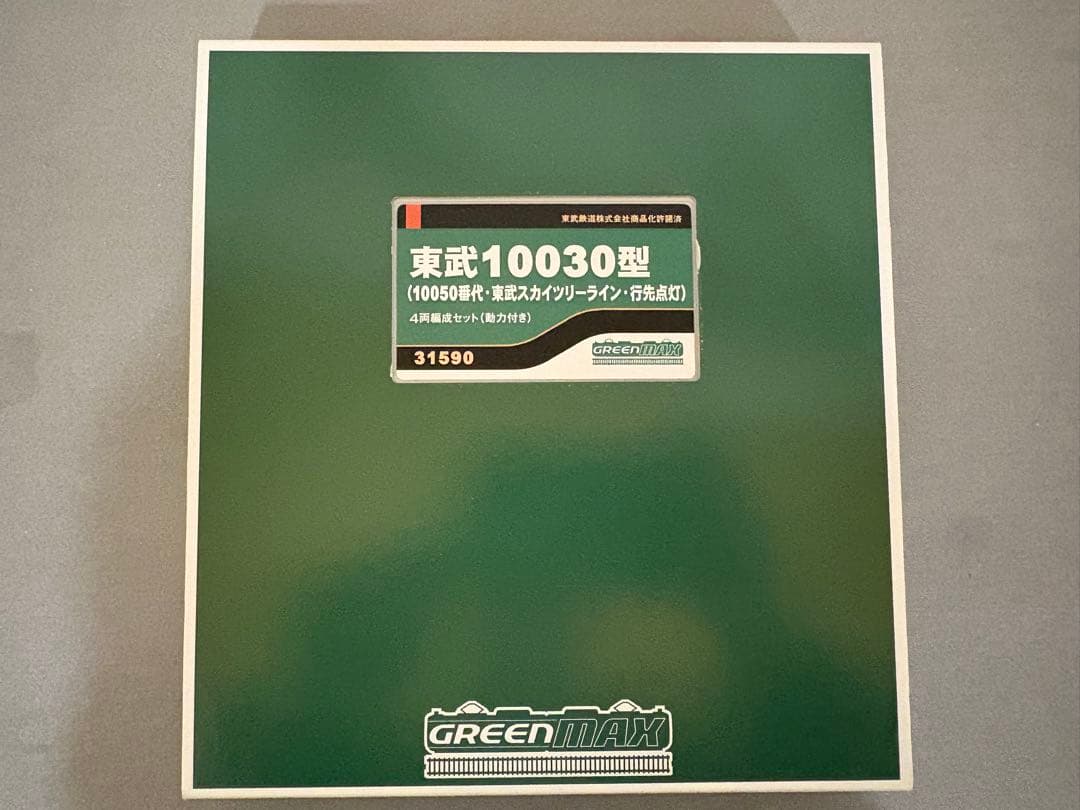 東武鉄道株式会社商品化許諾済
東武10030型
(10050番代・東武スカイツリーライン・行先点灯)
4両編成セット(動力付き)
31590
GREENMAX
GREENMAX